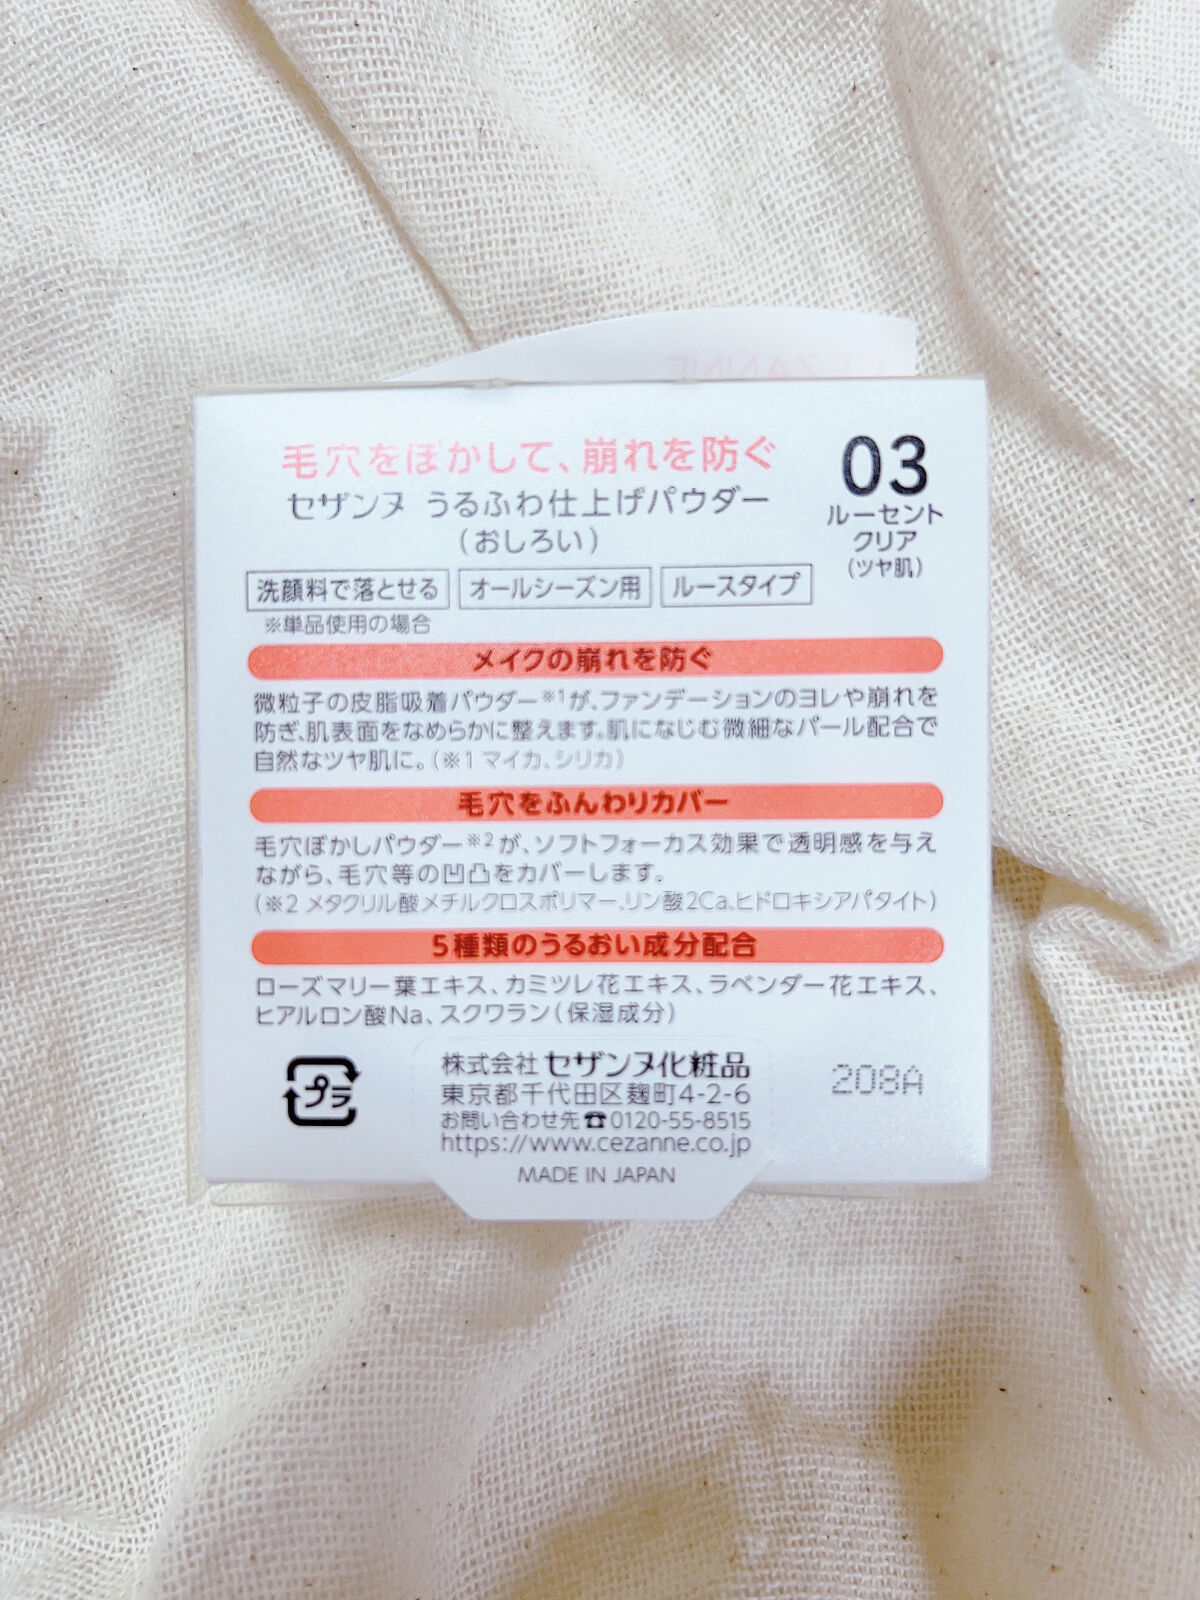 CEZANNE
毛穴をぼかして、崩れを防ぐ
セザンヌ うるふわ仕上げパウダー
(おしろい)
03
ルーセント
クリア
(ツヤ肌)
洗顔料で落とせる オールシーズン用 ルースタイプ
※単品使用の場合
メイクの崩れを防ぐ
微粒子の皮脂吸着パウダー※1が、ファンデーションのヨレや崩れを
防ぎ、肌表面をなめらかに整えます。肌になじむ微細なパール配合で
自然なツヤ肌に。(※1 マイカ、シリカ)
毛穴をふんわりカバー
毛穴ぼかしパウダー※2が、ソフトフォーカス効果で透明感を与え
ながら、毛穴等の凹凸をカバーします。
(※2 メタクリル酸メチルクロスポリマー、リン酸2Ca、ヒドロキシアパタイト)
5種類のうるおい成分配合
ローズマリー葉エキス、カミツレ花エキス、ラベンダー花エキス、
ヒアルロン酸Na、スクワラン(保湿成分)
プラ
株式会社 セザンヌ化粧品
東京都千代田区麹町4-2-6
お問い合わせ先☎0120-55-8515
https://www.cezanne.co.jp
MADE IN JAPAN
208A